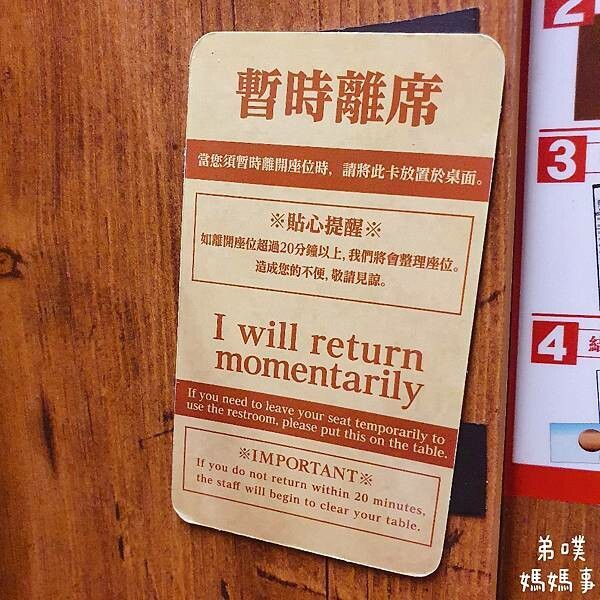 暫時離席
當您須暫時離開座位時，請將此卡放置於桌面。
※貼心提醒※
如離開座位超過20分鐘以上，我們將會整理座位。
造成您的不便，敬請見諒。
I will return
momentarily
If you need to leave your seat temporarily to
use the restroom, please put this on the table.
※IMPORTANT※
If you do not return within 20 minutes,
the staff will begin to clear your table.
2
3
4
結
弟噗
媽媽事